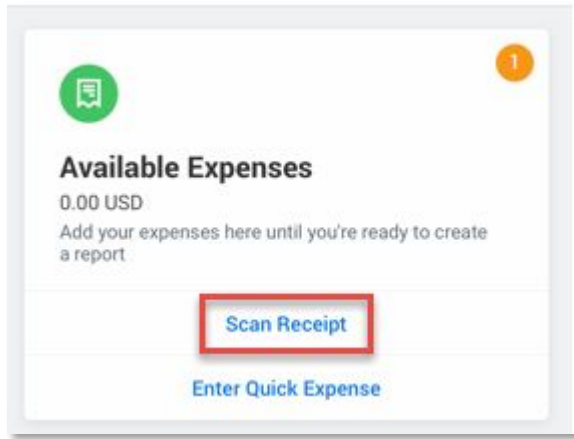 1
Available Expenses
0.00 USD
Add your expenses here until you're ready to create
a report
Scan Receipt
Enter Quick Expense